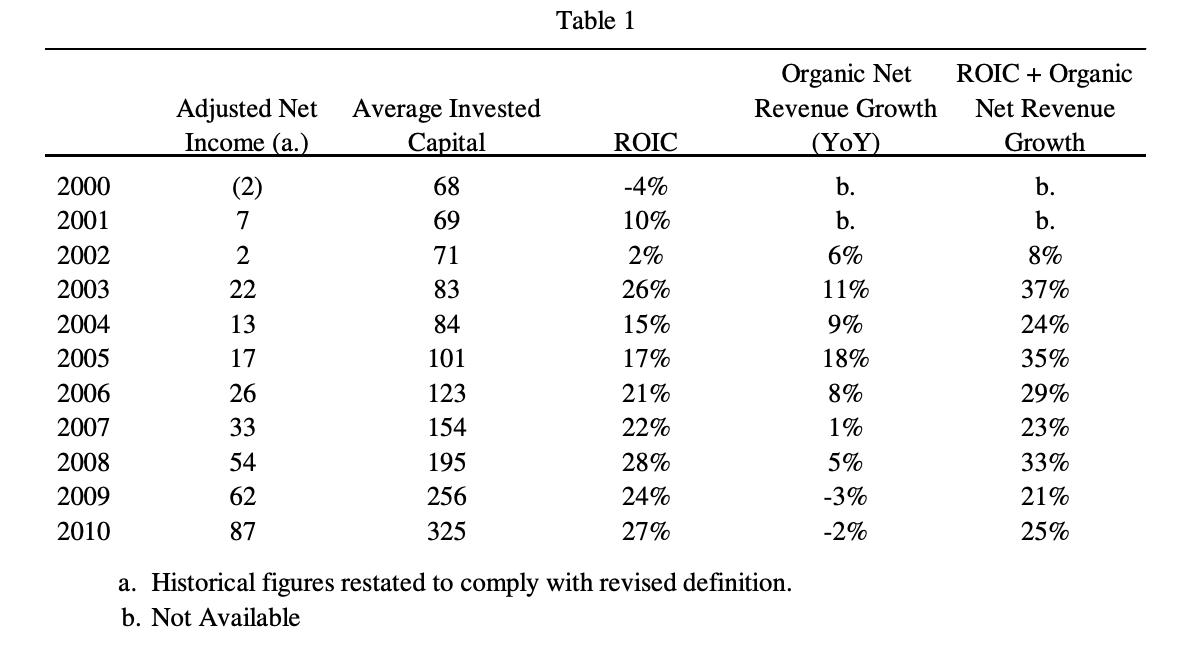 Table 1
Organic Net ROIC + Organic
Adjusted Net Average Invested Revenue Growth Net Revenue
Income (a.) Capital ROIC (YoY) Growth
2000 (2) 68 -4% b. b.
2001 7 69 10% b. b.
2002 2 71 2% 6% 8%
2003 22 83 26% 11% 37%
2004 13 84 15% 9% 24%
2005 17 101 17% 18% 35%
2006 26 123 21% 8% 29%
2007 33 154 22% 1% 23%
2008 54 195 28% 5% 33%
2009 62 256 24% -3% 21%
2010 87 325 27% -2% 25%
a. Historical figures restated to comply with revised definition.
b. Not Available